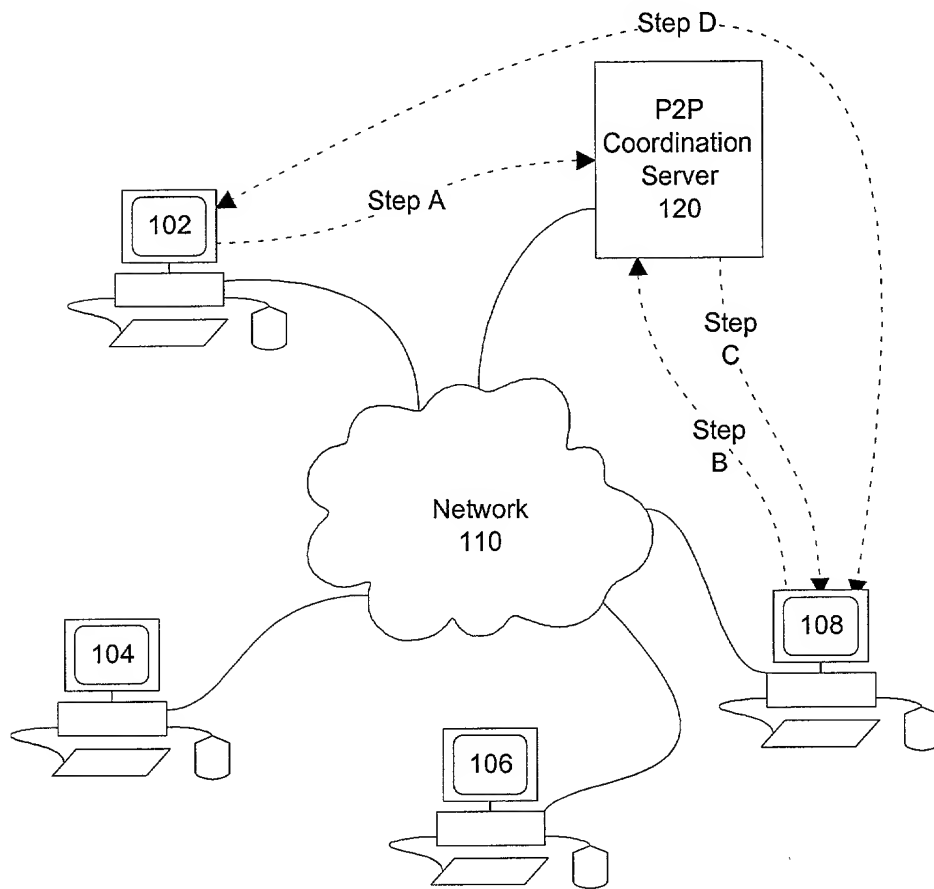 Step D
P2P
Coordination
Server
120
Step A
102
Step
C
Step
B
Network
110
104
108
106